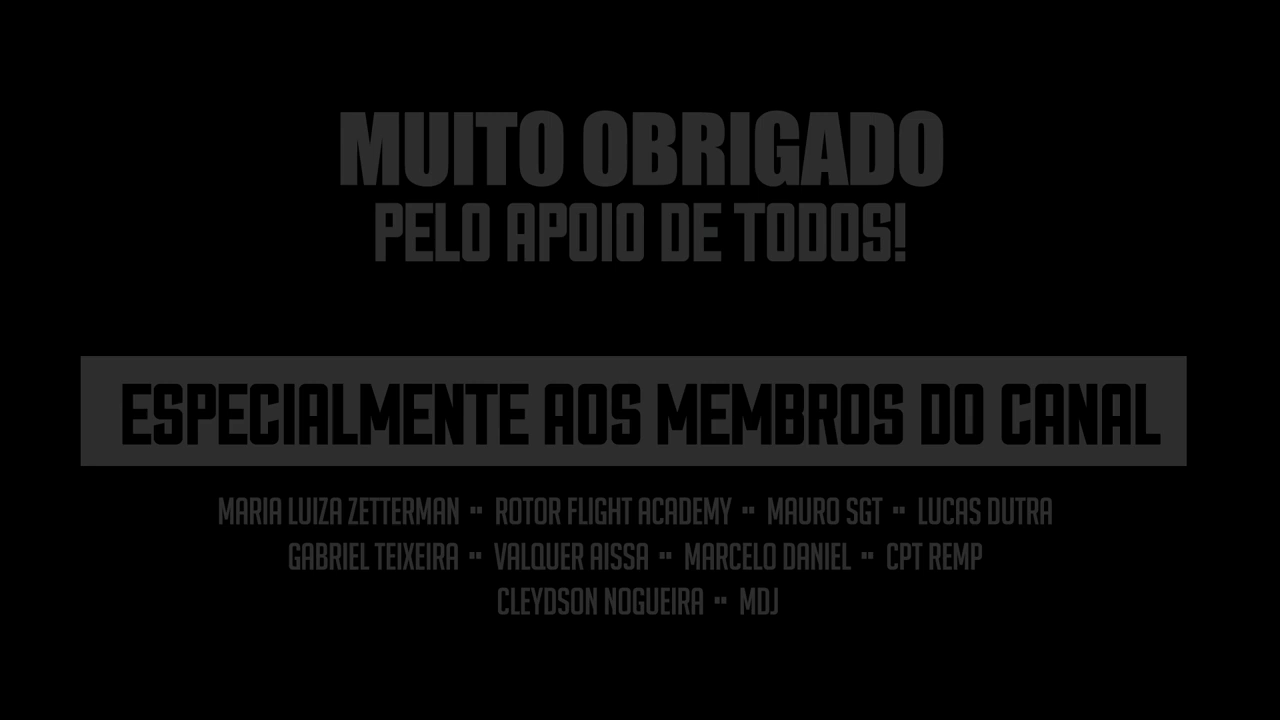 MUITO OBRIGADO
PELO APOIO DE TODOS!
ESPECIALMENTE AOS MEMBROS DO CANAL
MARIA LUIZA ZETTERMAN ·· ROTOR FLIGHT ACADEMY ·· MAURO SGT ·· LUCAS DUTRA
GABRIEL TEIXEIRA ·· VALQUER AISSA ·· MARCELO DANIEL ·· CPT REMP
CLEYDSON NOGUEIRA ·· MDJ